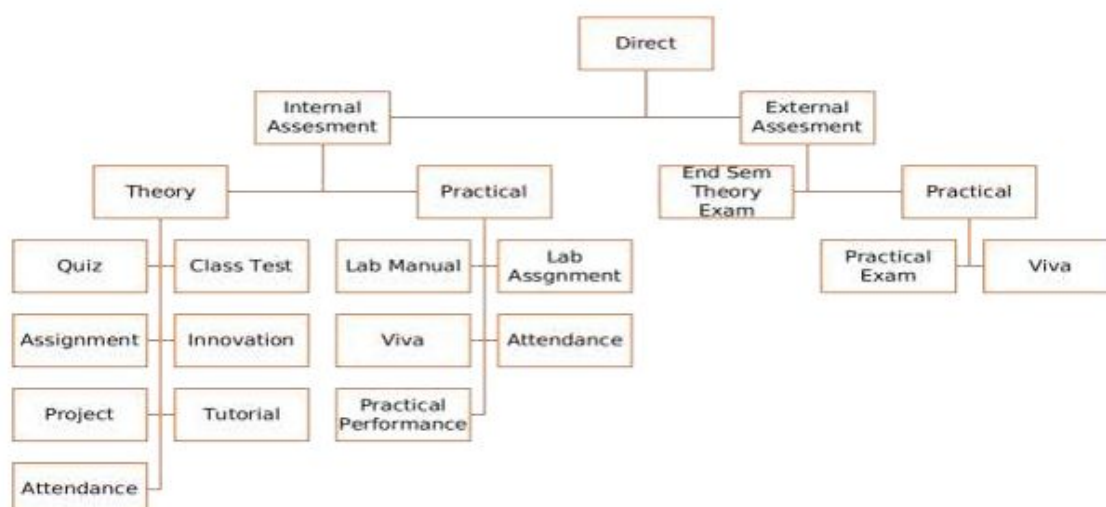 Direct
Internal
Assesment
External
Assesment
Theory
Practical
End Sem
Theory
Exam
Practical
Quiz
Class Test
Lab Manual
Lab
Assgnment
Practical
Exam
Viva
Assignment
Innovation
Viva
Attendance
Project
Tutorial
Practical
Performance
Attendance